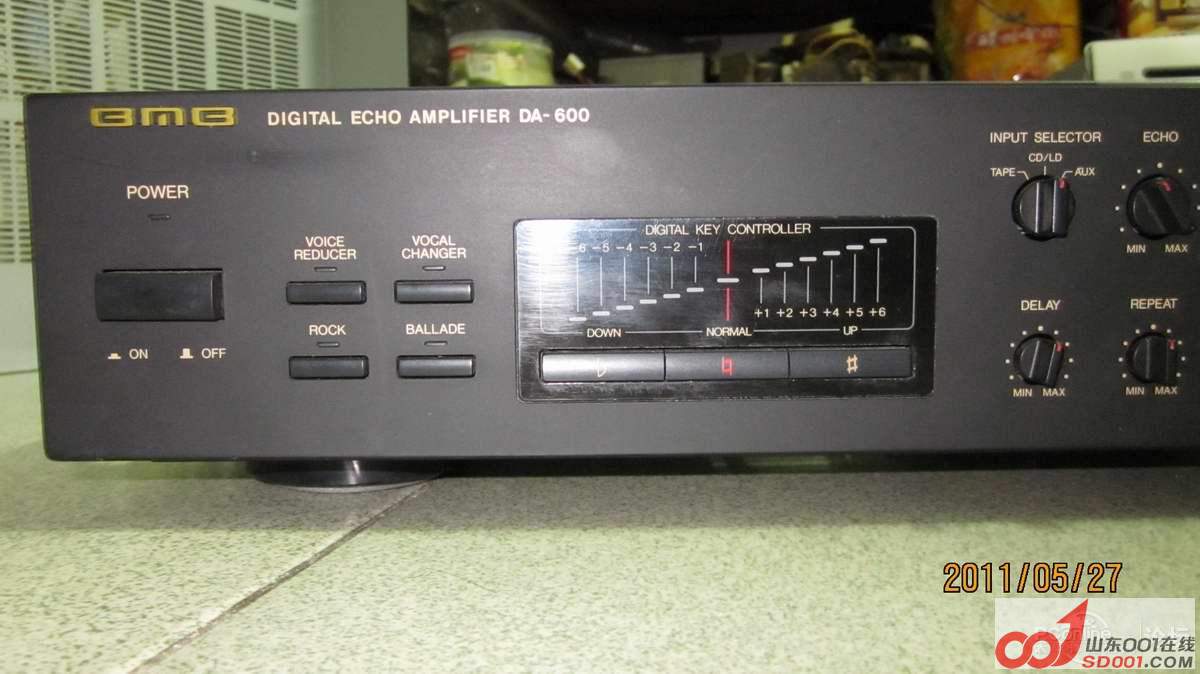 BMB DIGITAL ECHO AMPLIFIER DA-600
POWER
ON OFF
VOICE REDUCER
VOCAL CHANGER
ROCK
BALLADE
DIGITAL KEY CONTROLLER
-6 -5 -4 -3 -2 -1
+1 +2 +3 +4 +5 +6
DOWN NORMAL UP
♭ ♮ ♯
INPUT SELECTOR
CD/LD
TAPE AUX
ECHO
MIN MAX
DELAY
MIN MAX
REPEAT
MIN MAX
2011/05/27
山东001在线
SD001.COM